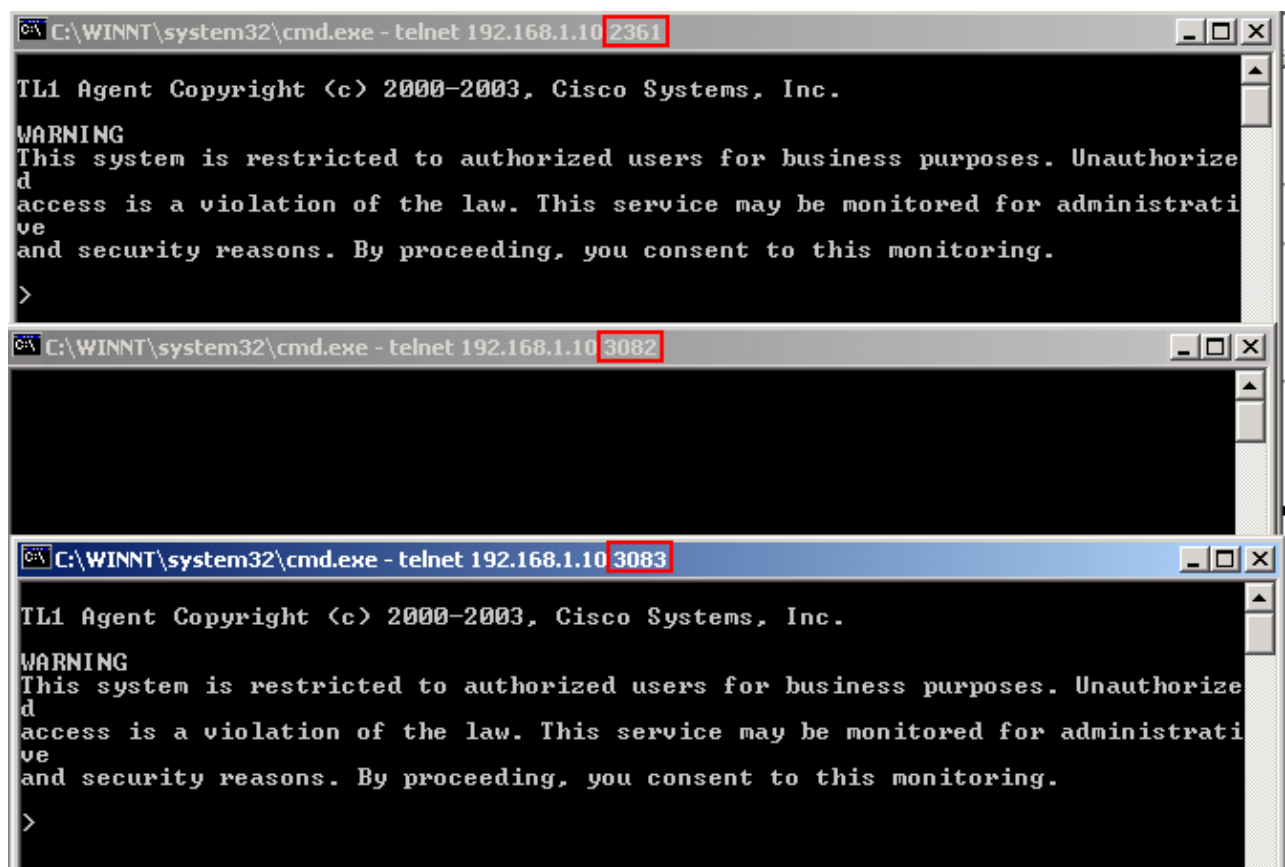 C:\WINNT\system32\cmd.exe - telnet 192.168.1.10 2361
TL1 Agent Copyright (c) 2000-2003, Cisco Systems, Inc.
WARNING
This system is restricted to authorized users for business purposes. Unauthorize
d
access is a violation of the law. This service may be monitored for administrati
ve
and security reasons. By proceeding, you consent to this monitoring.
>
C:\WINNT\system32\cmd.exe - telnet 192.168.1.10 3082
C:\WINNT\system32\cmd.exe - telnet 192.168.1.10 3083
TL1 Agent Copyright (c) 2000-2003, Cisco Systems, Inc.
WARNING
This system is restricted to authorized users for business purposes. Unauthorize
d
access is a violation of the law. This service may be monitored for administrati
ve
and security reasons. By proceeding, you consent to this monitoring.
>